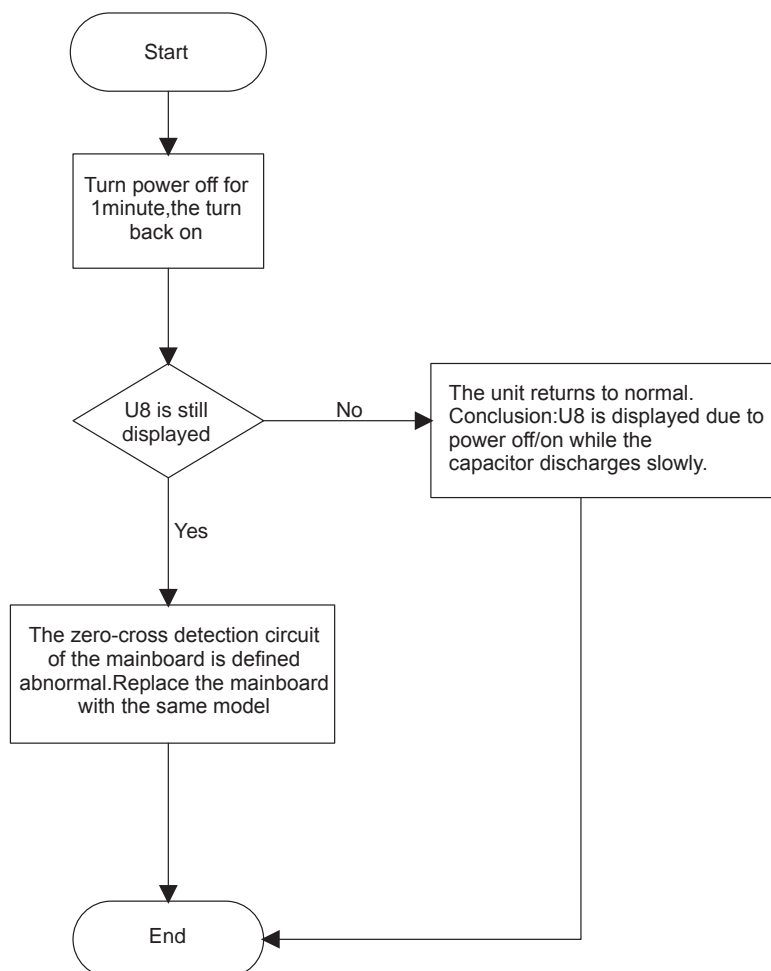 Start
Turn power off for
1minute,the turn
back on
U8 is still
displayed
No
The unit returns to normal.
Conclusion:U8 is displayed due to
power off/on while the
capacitor discharges slowly.
Yes
The zero-cross detection circuit
of the mainboard is defined
abnormal.Replace the mainboard
with the same model
End